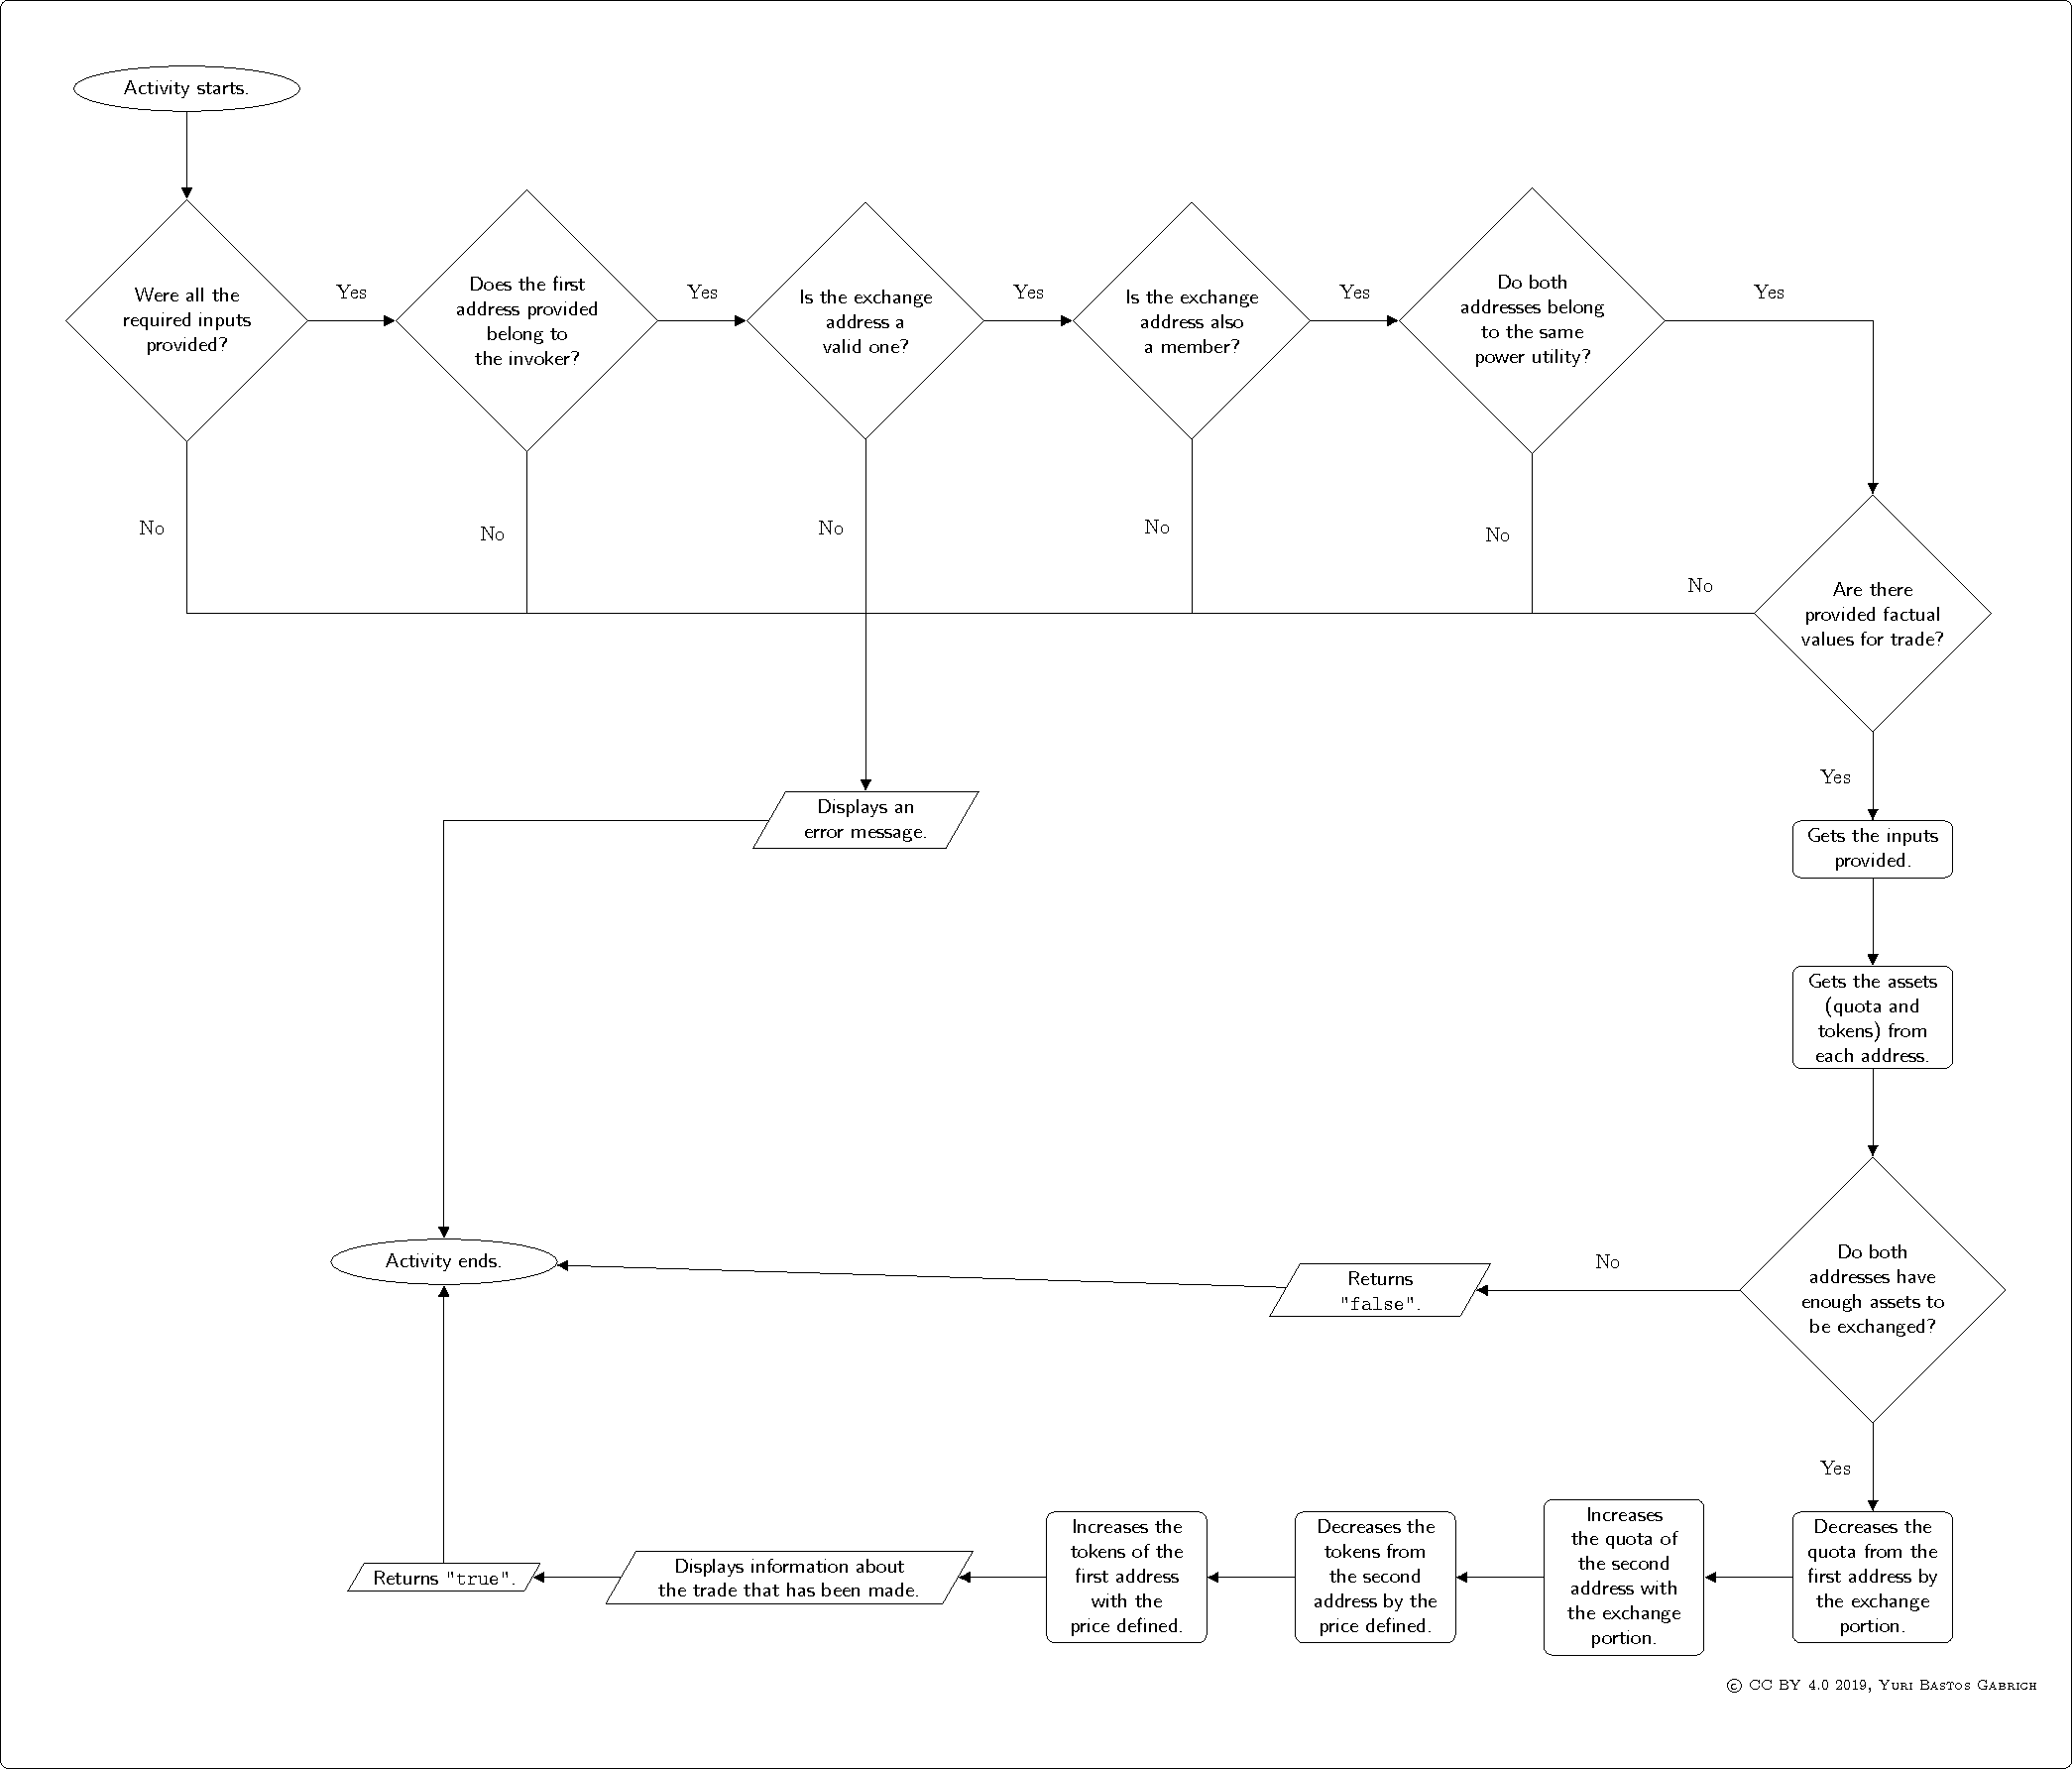 Activity starts.
Were all the
required inputs
provided?
Yes
Does the first
address provided
belong to
the invoker?
Yes
Is the exchange
address a
valid one?
Yes
Is the exchange
address also
a member?
Yes
Do both
addresses belong
to the same
power utility?
Yes
No
No
No
No
No
No
Are there
provided factual
values for trade?
Yes
Displays an
error message.
Gets the inputs
provided.
Gets the assets
(quota and
tokens) from
each address.
Activity ends.
Returns
"false".
No
Do both
addresses have
enough assets to
be exchanged?
Yes
Returns "true".
Displays information about
the trade that has been made.
Increases the
tokens of the
first address
with the
price defined.
Decreases the
tokens from
the second
address by the
price defined.
Increases
the quota of
the second
address with
the exchange
portion.
Decreases the
quota from the
first address by
the exchange
portion.
© CC BY 4.0 2019, Yuri Bastos Gabrich